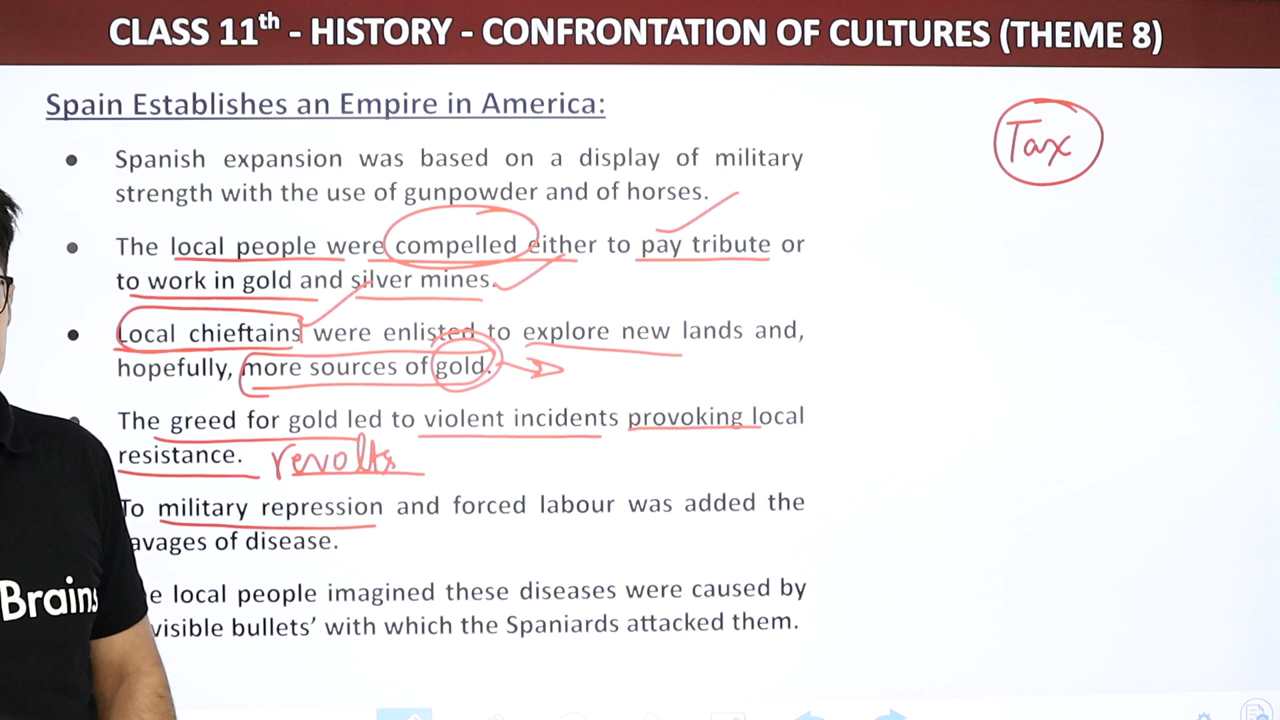 CLASS 11th - HISTORY - CONFRONTATION OF CULTURES (THEME 8)
Spain Establishes an Empire in America:
Tax
• Spanish expansion was based on a display of military
strength with the use of gunpowder and of horses.
• The local people were compelled either to pay tribute or
to work in gold and silver mines.
• Local chieftains were enlisted to explore new lands and,
hopefully, more sources of gold.
• The greed for gold led to violent incidents provoking local
resistance. revolts
To military repression and forced labour was added the
avages of disease.
e local people imagined these diseases were caused by
visible bullets’ with which the Spaniards attacked them.
Brains